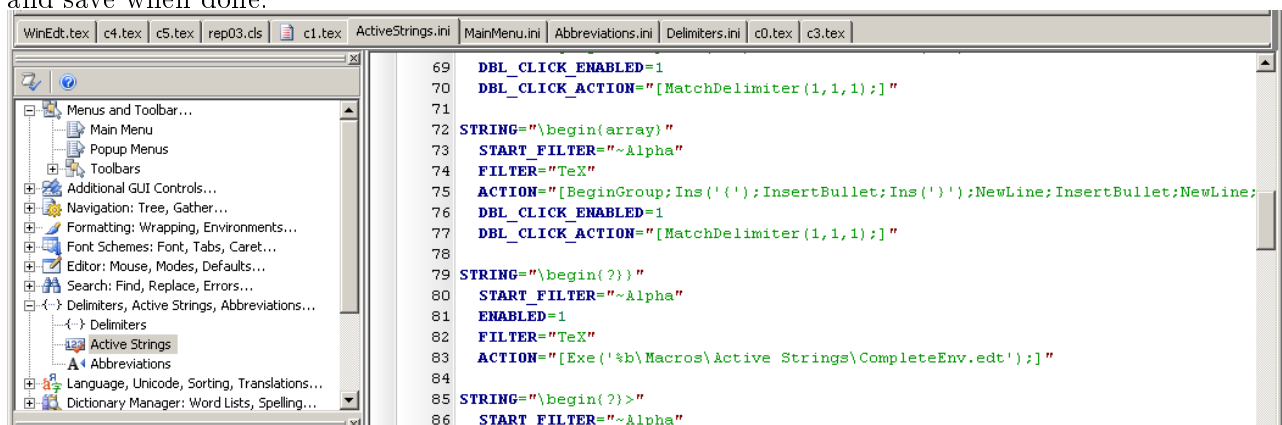 and save when done.
WinEdt.tex c4.tex c5.tex rep03.cls c1.tex ActiveStrings.ini MainMenu.ini Abbreviations.ini Delimiters.ini c0.tex c3.tex
Menus and Toolbar...
Main Menu
Popup Menus
Toolbars
Additional GUI Controls...
Navigation: Tree, Gather...
Formatting: Wrapping, Environments...
Font Schemes: Font, Tabs, Caret...
Editor: Mouse, Modes, Defaults...
Search: Find, Replace, Errors...
Delimiters, Active Strings, Abbreviations...
Delimiters
Active Strings
Abbreviations
Language, Unicode, Sorting, Translations...
Dictionary Manager: Word Lists, Spelling...
69 DBL_CLICK_ENABLED=1
70 DBL_CLICK_ACTION="[MatchDelimiter(1,1,1);]"
71
72 STRING="\begin{array}"
73 START_FILTER="~Alpha"
74 FILTER="TeX"
75 ACTION="[BeginGroup;Ins('{');InsertBullet;Ins('}');NewLine;InsertBullet;NewLine;
76 DBL_CLICK_ENABLED=1
77 DBL_CLICK_ACTION="[MatchDelimiter(1,1,1);]"
78
79 STRING="\begin{?}}"
80 START_FILTER="~Alpha"
81 ENABLED=1
82 FILTER="TeX"
83 ACTION="[Exe('%b\Macros\Active Strings\CompleteEnv.edt');]"
84
85 STRING="\begin{?}>"
86 START_FILTER="~Alpha"